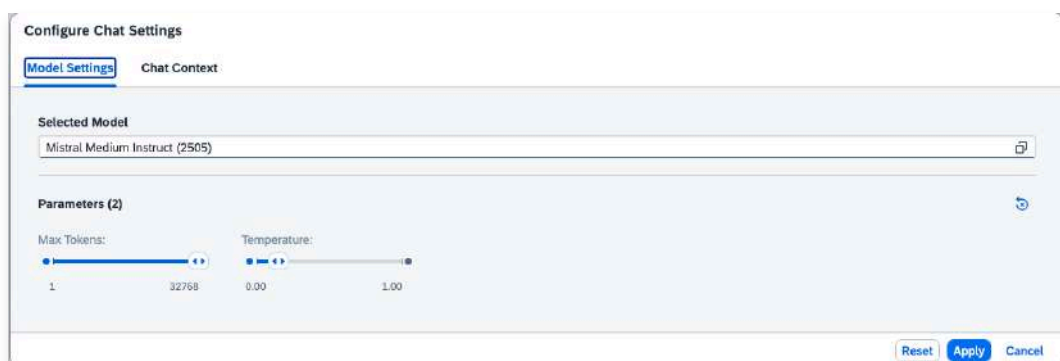 Configure Chat Settings
Model Settings Chat Context
Selected Model
Mistral Medium Instruct (2505)
Parameters (2)
Max Tokens: Temperature:
1 32768 0.00 1.00
Reset Apply Cancel